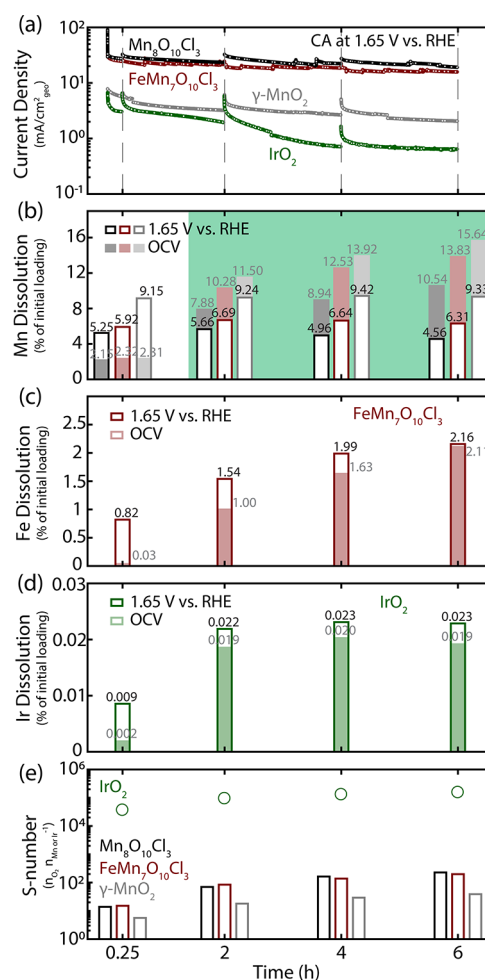 (a)
10²
10¹
10⁰
10⁻¹
Current Density
(mA/cm²geo)
Mn₈O₁₀Cl₃
CA at 1.65 V vs. RHE
FeMn₇O₁₀Cl₃
γ-MnO₂
IrO₂
(b)
16
12
8
4
0
Mn Dissolution
(% of initial loading)
1.65 V vs. RHE
OCV
5.25 5.92 9.15
2.15 2.32 2.31
7.88 10.28 11.50
5.66 6.69 9.24
8.94 12.53 13.92
4.96 6.64 9.42
10.54 13.83 15.64
4.56 6.31 9.33
(c)
2.5
2
1.5
1
0.5
0
Fe Dissolution
(% of initial loading)
1.65 V vs. RHE
OCV
FeMn₇O₁₀Cl₃
0.82
0.03
1.54
1.00
1.99
1.63
2.16
2.11
(d)
0.03
0.02
0.01
0
Ir Dissolution
(% of initial loading)
1.65 V vs. RHE
OCV
IrO₂
0.009
0.002
0.022
0.019
0.023
0.020
0.023
0.019
(e)
10⁶
10⁴
10²
10⁰
S-number
(nO₂ nMn or Ir⁻¹)
IrO₂
Mn₈O₁₀Cl₃
FeMn₇O₁₀Cl₃
γ-MnO₂
0.25 2 4 6
Time (h)